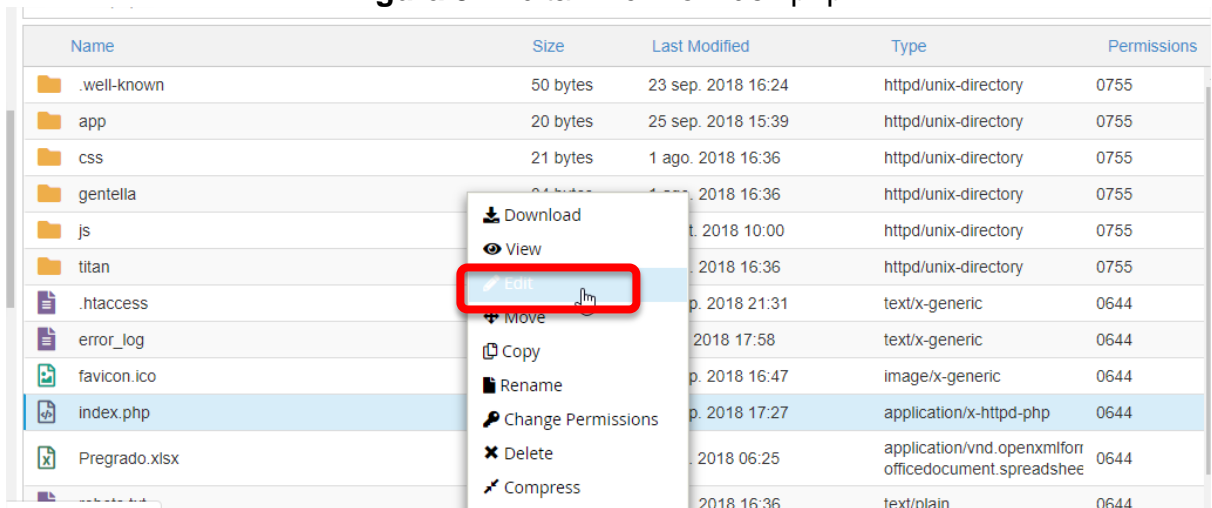 Name Size Last Modified Type Permissions
.well-known 50 bytes 23 sep. 2018 16:24 httpd/unix-directory 0755
app 20 bytes 25 sep. 2018 15:39 httpd/unix-directory 0755
css 21 bytes 1 ago. 2018 16:36 httpd/unix-directory 0755
gentella . 2018 16:36 httpd/unix-directory 0755
Download
js t. 2018 10:00 httpd/unix-directory 0755
View
titan . 2018 16:36 httpd/unix-directory 0755
Edit
.htaccess p. 2018 21:31 text/x-generic 0644
Move
error_log 2018 17:58 text/x-generic 0644
Copy
favicon.ico p. 2018 16:47 image/x-generic 0644
Rename
index.php p. 2018 17:27 application/x-httpd-php 0644
Change Permissions
Pregrado.xlsx . 2018 06:25 application/vnd.openxmlforr 0644
officedocument.spreadshee
Delete
Compress
2018 16:36 text/plain 0644